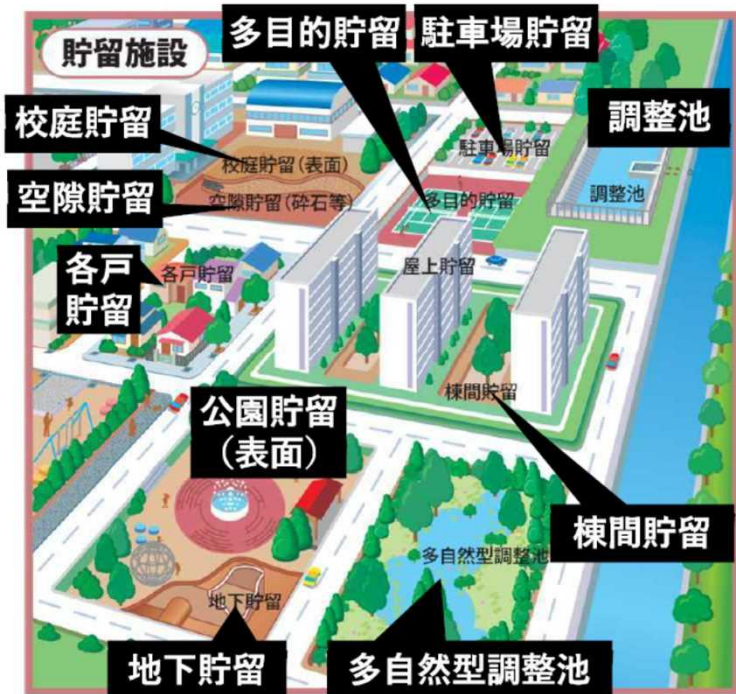 貯留施設
多目的貯留
駐車場貯留
校庭貯留
調整池
校庭貯留(表面)
駐車場貯留
空隙貯留
空隙貯留(砕石等)
多目的貯留
調整池
各戸
貯留
各戸貯留
屋上貯留
棟間貯留
公園貯留
(表面)
棟間貯留
多自然型調整池
地下貯留
地下貯留
多自然型調整池